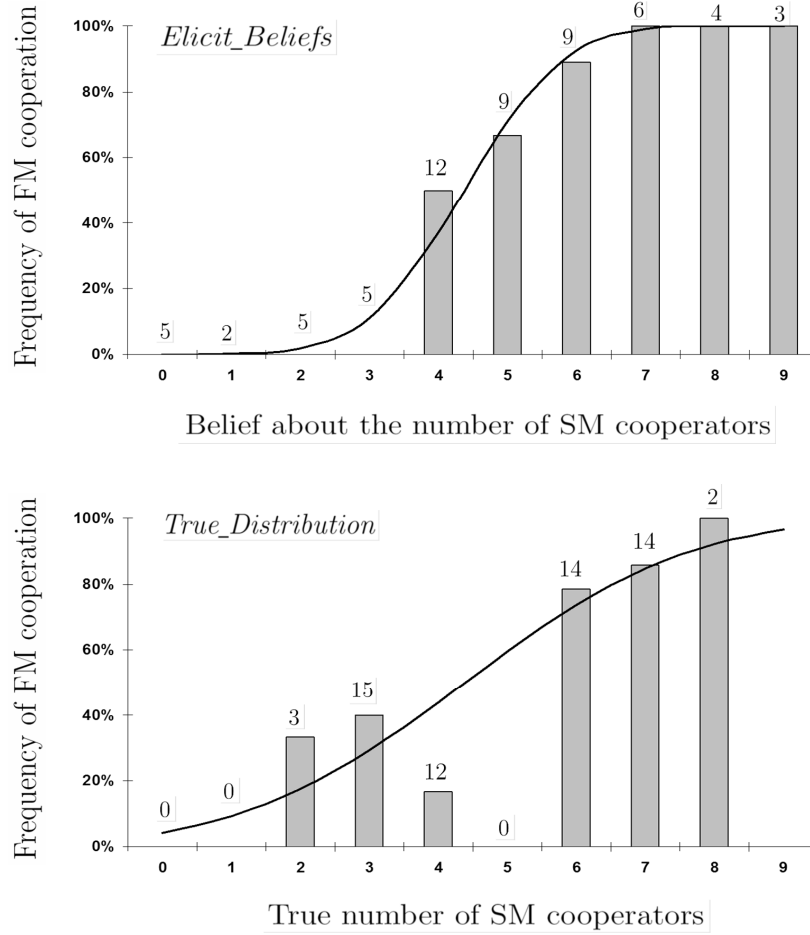 Elicit_Beliefs
Frequency of FM cooperation
100%
80%
60%
40%
20%
0%
5 2 5 5 12 9 9 6 4 3
0 1 2 3 4 5 6 7 8 9
Belief about the number of SM cooperators
True_Distribution
Frequency of FM cooperation
100%
80%
60%
40%
20%
0%
0 0 3 15 12 0 14 14 2
0 1 2 3 4 5 6 7 8 9
True number of SM cooperators